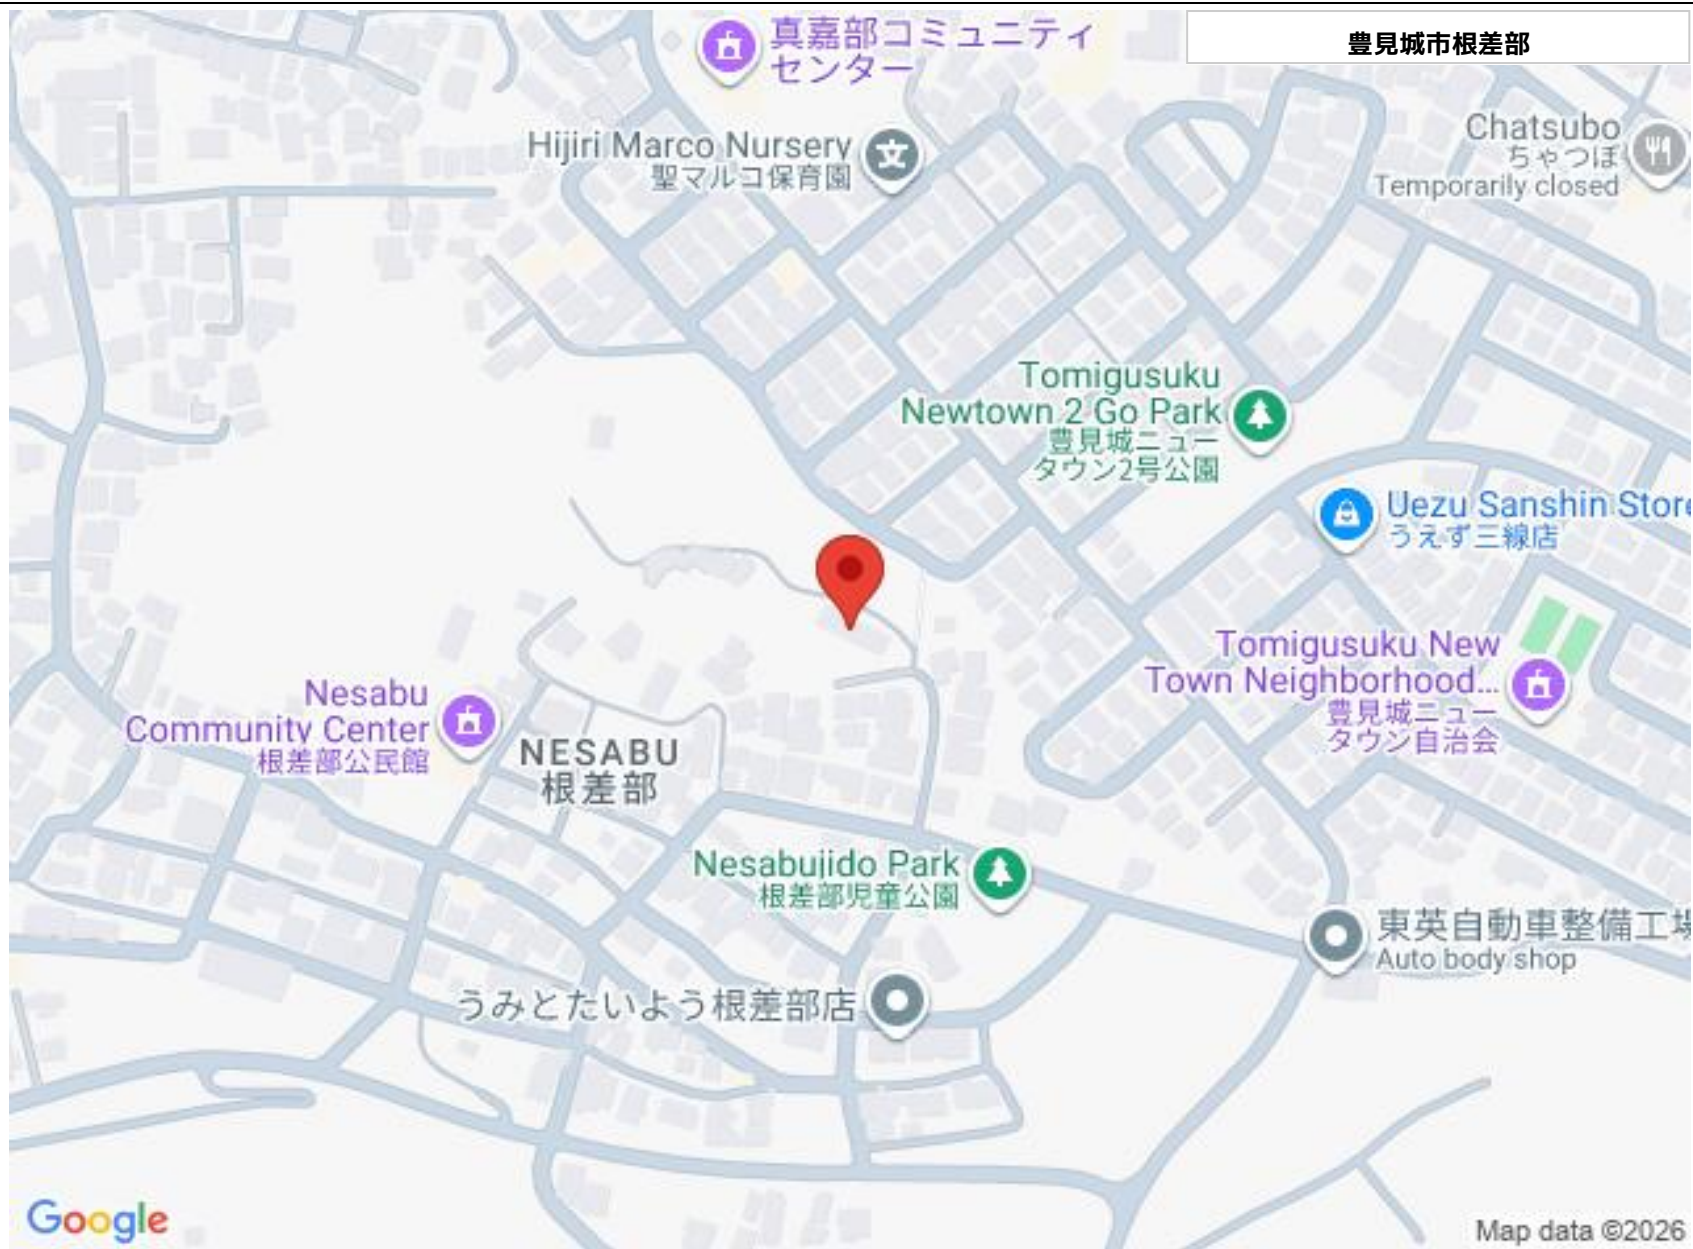 豊見城市根差部
真嘉部コミュニティ
センター
Hijiri Marco Nursery
聖マルコ保育園
Chatsubo
ちゃつぼ
Temporarily closed
Tomigusuku
Newtown 2 Go Park
豊見城ニュー
タウン2号公園
Uezu Sanshin Store
うえず三線店
Tomigusuku New
Town Neighborhood...
豊見城ニュー
タウン自治会
Nesabu
Community Center
根差部公民館
NESABU
根差部
Nesabujido Park
根差部児童公園
東英自動車整備工場
Auto body shop
うみとたいよう根差部店
Google
Map data ©2026